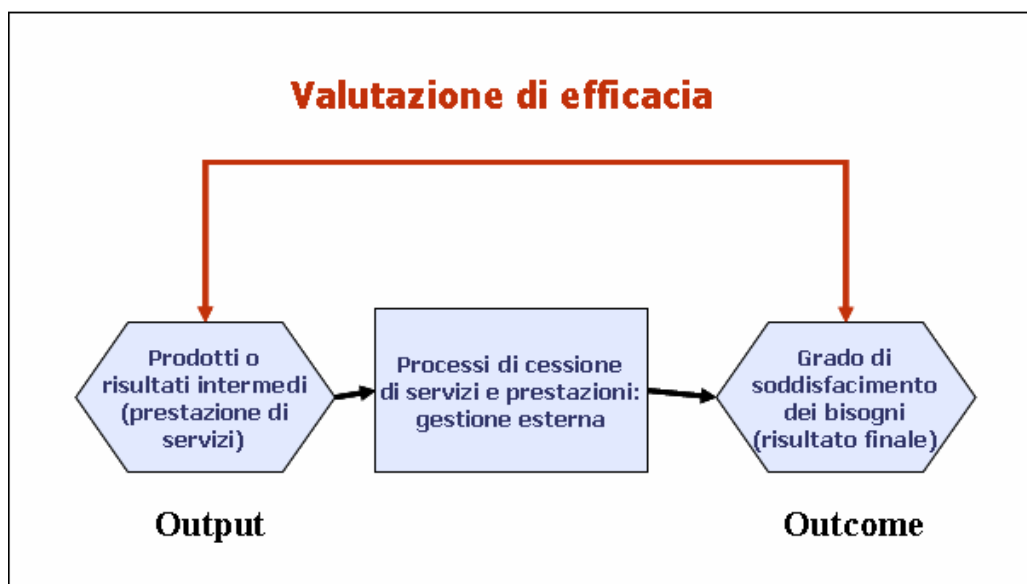 Valutazione di efficacia
Prodotti o
risultati intermedi
(prestazione di
servizi)
Processi di cessione
di servizi e prestazioni:
gestione esterna
Grado di
soddisfacimento
dei bisogni
(risultato finale)
Output
Outcome